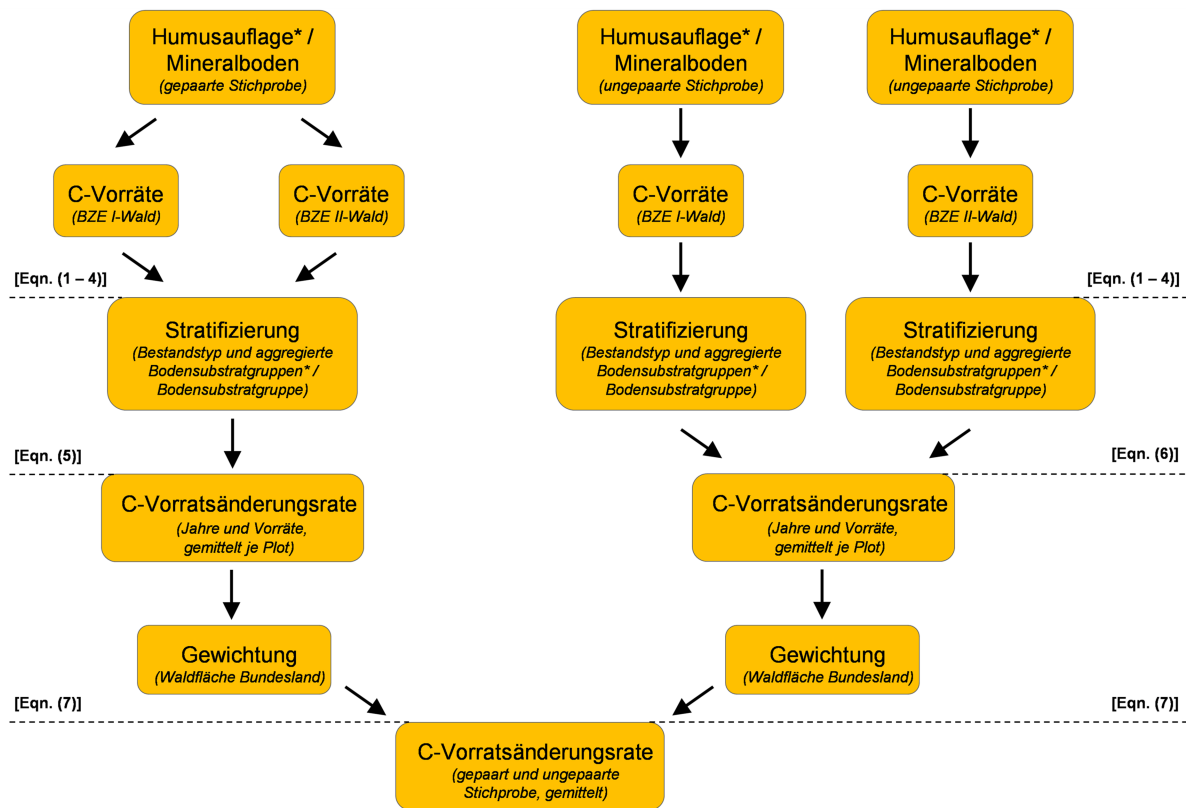 Humusauflage* /
Mineralboden
(gepaarte Stichprobe)
Humusauflage* /
Mineralboden
(ungepaarte Stichprobe)
Humusauflage* /
Mineralboden
(ungepaarte Stichprobe)
C-Vorräte
(BZE I-Wald)
C-Vorräte
(BZE II-Wald)
C-Vorräte
(BZE I-Wald)
C-Vorräte
(BZE II-Wald)
[Eqn. (1 – 4)]
[Eqn. (1 – 4)]
Stratifizierung
(Bestandstyp und aggregierte
Bodensubstratgruppen* /
Bodensubstratgruppe)
Stratifizierung
(Bestandstyp und aggregierte
Bodensubstratgruppen* /
Bodensubstratgruppe)
Stratifizierung
(Bestandstyp und aggregierte
Bodensubstratgruppen* /
Bodensubstratgruppe)
[Eqn. (5)]
[Eqn. (6)]
C-Vorratsänderungsrate
(Jahre und Vorräte,
gemittelt je Plot)
C-Vorratsänderungsrate
(Jahre und Vorräte,
gemittelt je Plot)
Gewichtung
(Waldfläche Bundesland)
Gewichtung
(Waldfläche Bundesland)
[Eqn. (7)]
[Eqn. (7)]
C-Vorratsänderungsrate
(gepaart und ungepaarte
Stichprobe, gemittelt)